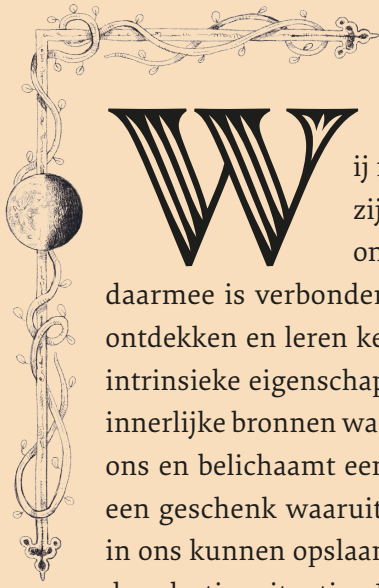 Wij
zij
on
daarmee is verbonden
ontdekken en leren ke
intrinsieke eigenschap
innerlijke bronnen wa
ons en belichaamt een
een geschenk waaruit
in ons kunnen opslaan